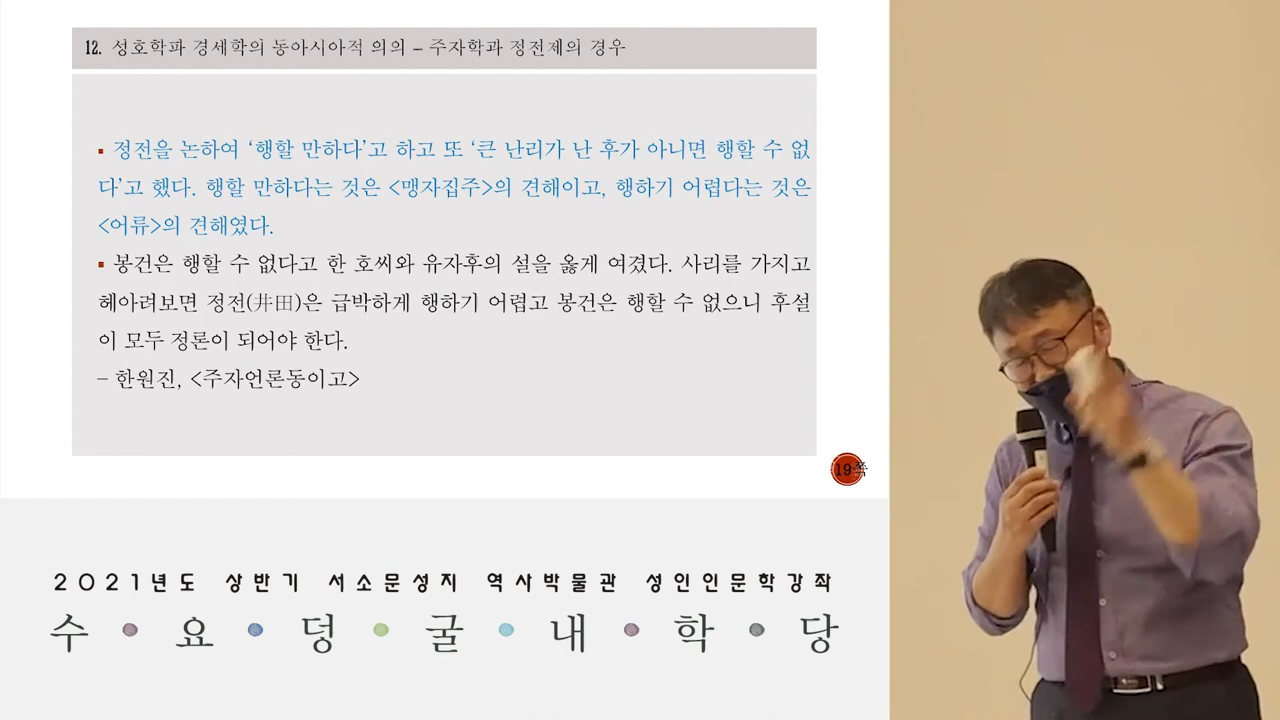 12. 성호학파 경세학의 동아시아적 의의 – 주자학과 정전제의 경우
▪ 정전을 논하여 ‘행할 만하다’고 하고 또 ‘큰 난리가 난 후가 아니면 행할 수 없
다’고 했다. 행할 만하다는 것은 <맹자집주>의 견해이고, 행하기 어렵다는 것은
<어류>의 견해였다.
▪ 봉건은 행할 수 없다고 한 호씨와 유자후의 설을 옳게 여겼다. 사리를 가지고
헤아려보면 정전(井田)은 급박하게 행하기 어렵고 봉건은 행할 수 없으니 후설
이 모두 정론이 되어야 한다.
– 한원진, <주자언론동이고>
19쪽
2021년도 상반기 서소문성지 역사박물관 성인인문학강좌
수•요•덩•굴•내•학•당